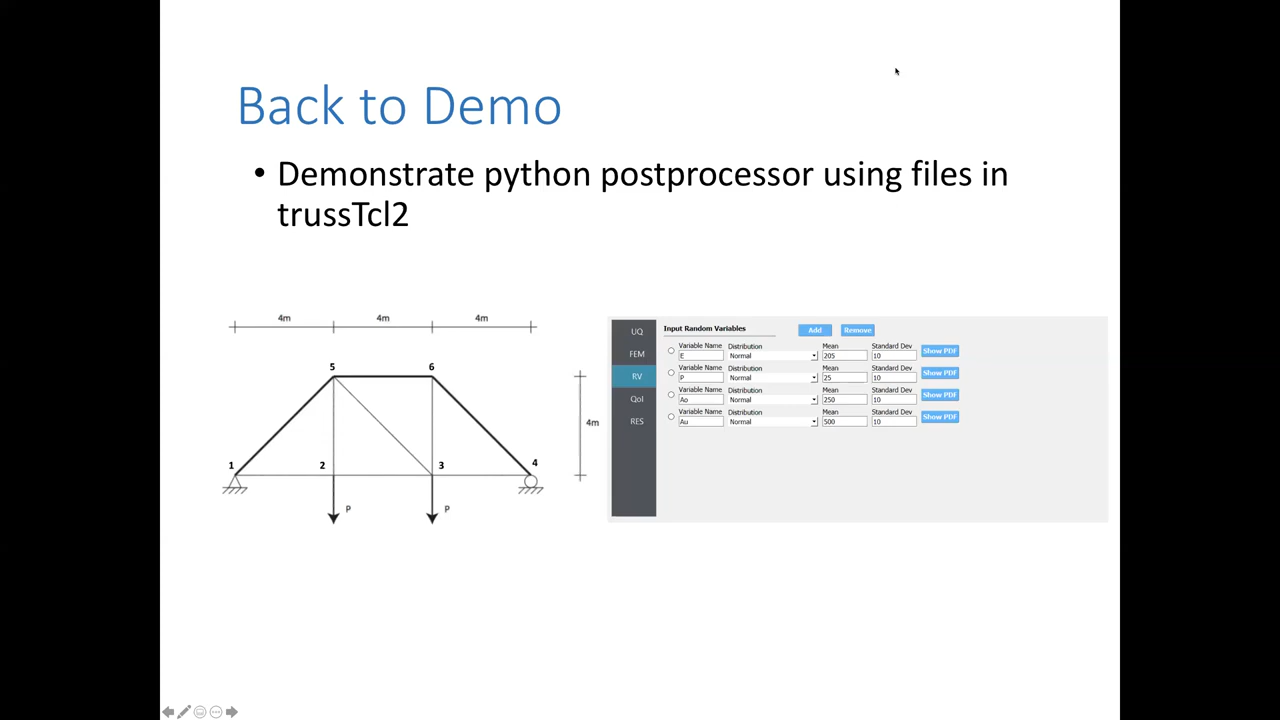 Back to Demo
• Demonstrate python postprocessor using files in
trussTcl2
4m 4m 4m
5 6
4m
1 2 3 4
P P
UQ
FEM
RV
QoI
RES
Input Random Variables Add Remove
Variable Name Distribution Mean Standard Dev
E Normal 205 10 Show PDF
Variable Name Distribution Mean Standard Dev
P Normal 25 10 Show PDF
Variable Name Distribution Mean Standard Dev
Ao Normal 250 10 Show PDF
Variable Name Distribution Mean Standard Dev
Au Normal 500 10 Show PDF